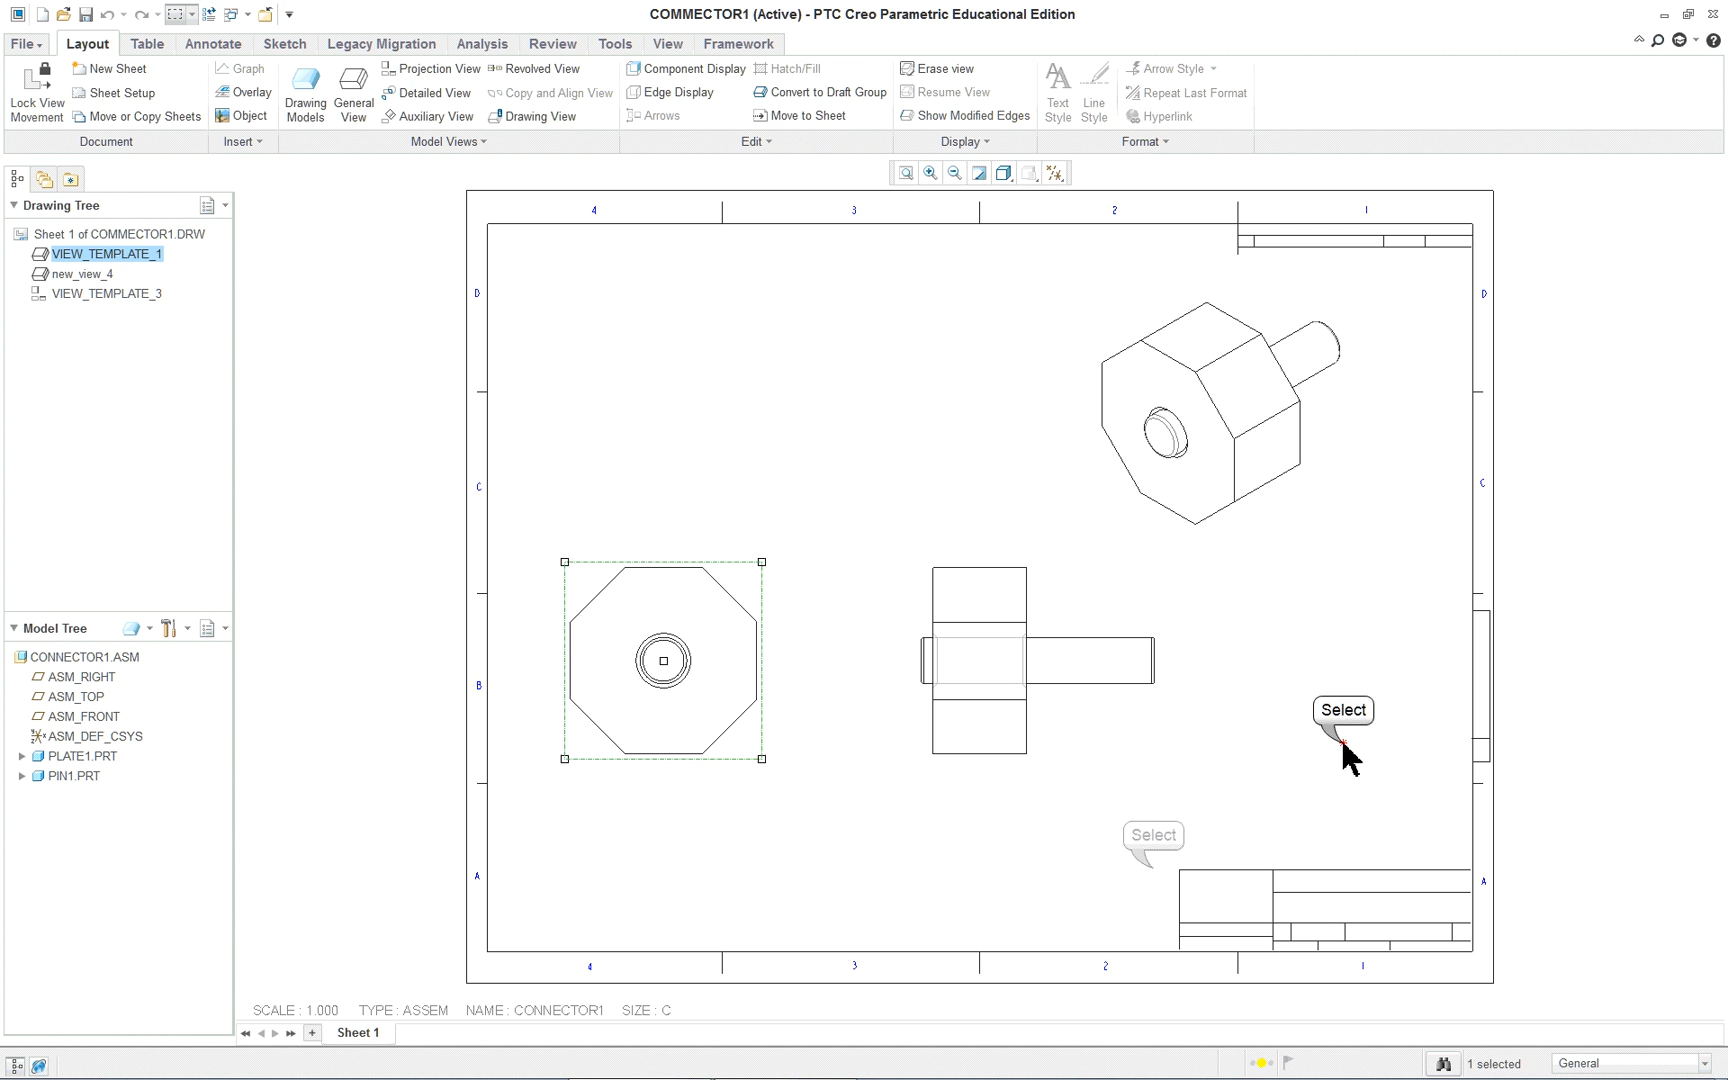 COMMECTOR1 (Active) - PTC Creo Parametric Educational Edition
File
Layout
Table
Annotate
Sketch
Legacy Migration
Analysis
Review
Tools
View
Framework
Lock View
Movement
New Sheet
Sheet Setup
Move or Copy Sheets
Document
Graph
Overlay
Object
Insert
Drawing
Models
General
View
Projection View
Detailed View
Auxiliary View
Revolved View
Copy and Align View
Drawing View
Model Views
Component Display
Edge Display
Arrows
Hatch/Fill
Convert to Draft Group
Move to Sheet
Edit
Erase view
Resume View
Show Modified Edges
Display
Text
Style
Line
Style
Arrow Style
Repeat Last Format
Hyperlink
Format
Drawing Tree
Sheet 1 of COMMECTOR1.DRW
VIEW_TEMPLATE_1
new_view_4
VIEW_TEMPLATE_3
Model Tree
CONNECTOR1.ASM
ASM_RIGHT
ASM_TOP
ASM_FRONT
ASM_DEF_CSYS
PLATE1.PRT
PIN1.PRT
4 3 2 1
D D
C C
B
A A
4 3 2 1
Select
Select
SCALE : 1.000 TYPE : ASSEM NAME : CONNECTOR1 SIZE : C
Sheet 1
1 selected
General